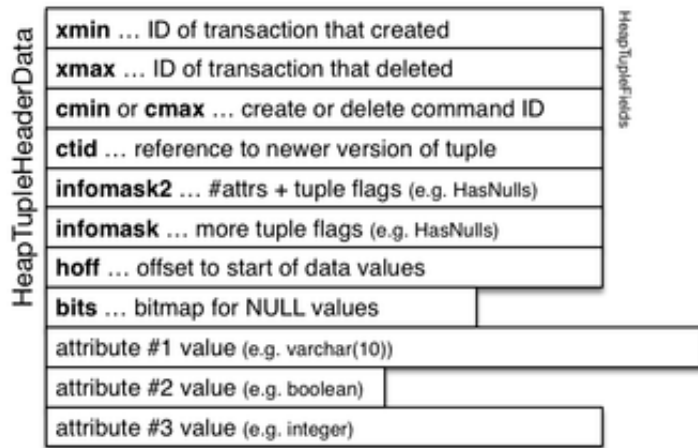 HeapTupleHeaderData
HeapTupleFields
xmin … ID of transaction that created
xmax … ID of transaction that deleted
cmin or cmax … create or delete command ID
ctid … reference to newer version of tuple
infomask2 … #attrs + tuple flags (e.g. HasNulls)
infomask … more tuple flags (e.g. HasNulls)
hoff … offset to start of data values
bits … bitmap for NULL values
attribute #1 value (e.g. varchar(10))
attribute #2 value (e.g. boolean)
attribute #3 value (e.g. integer)